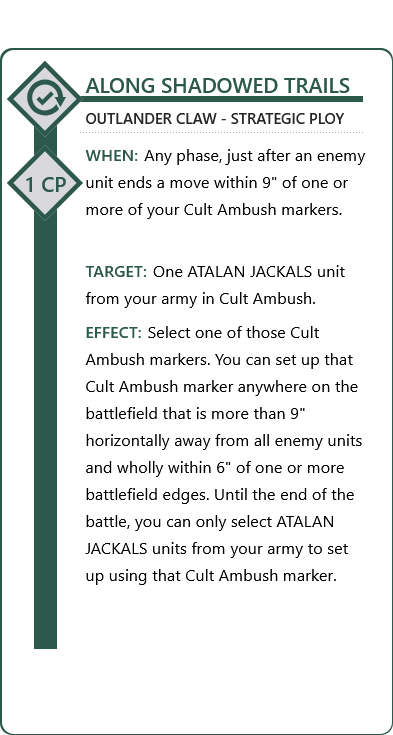 ALONG SHADOWED TRAILS
OUTLANDER CLAW - STRATEGIC PLOY
1 CP
WHEN: Any phase, just after an enemy
unit ends a move within 9" of one or
more of your Cult Ambush markers.
TARGET: One ATALAN JACKALS unit
from your army in Cult Ambush.
EFFECT: Select one of those Cult
Ambush markers. You can set up that
Cult Ambush marker anywhere on the
battlefield that is more than 9"
horizontally away from all enemy units
and wholly within 6" of one or more
battlefield edges. Until the end of the
battle, you can only select ATALAN
JACKALS units from your army to set
up using that Cult Ambush marker.